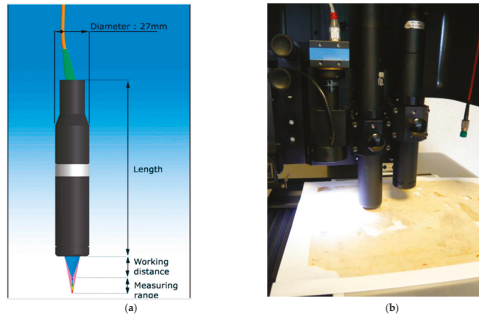 Diameter : 27mm
Length
Working
distance
Measuring
range
(a)
(b)